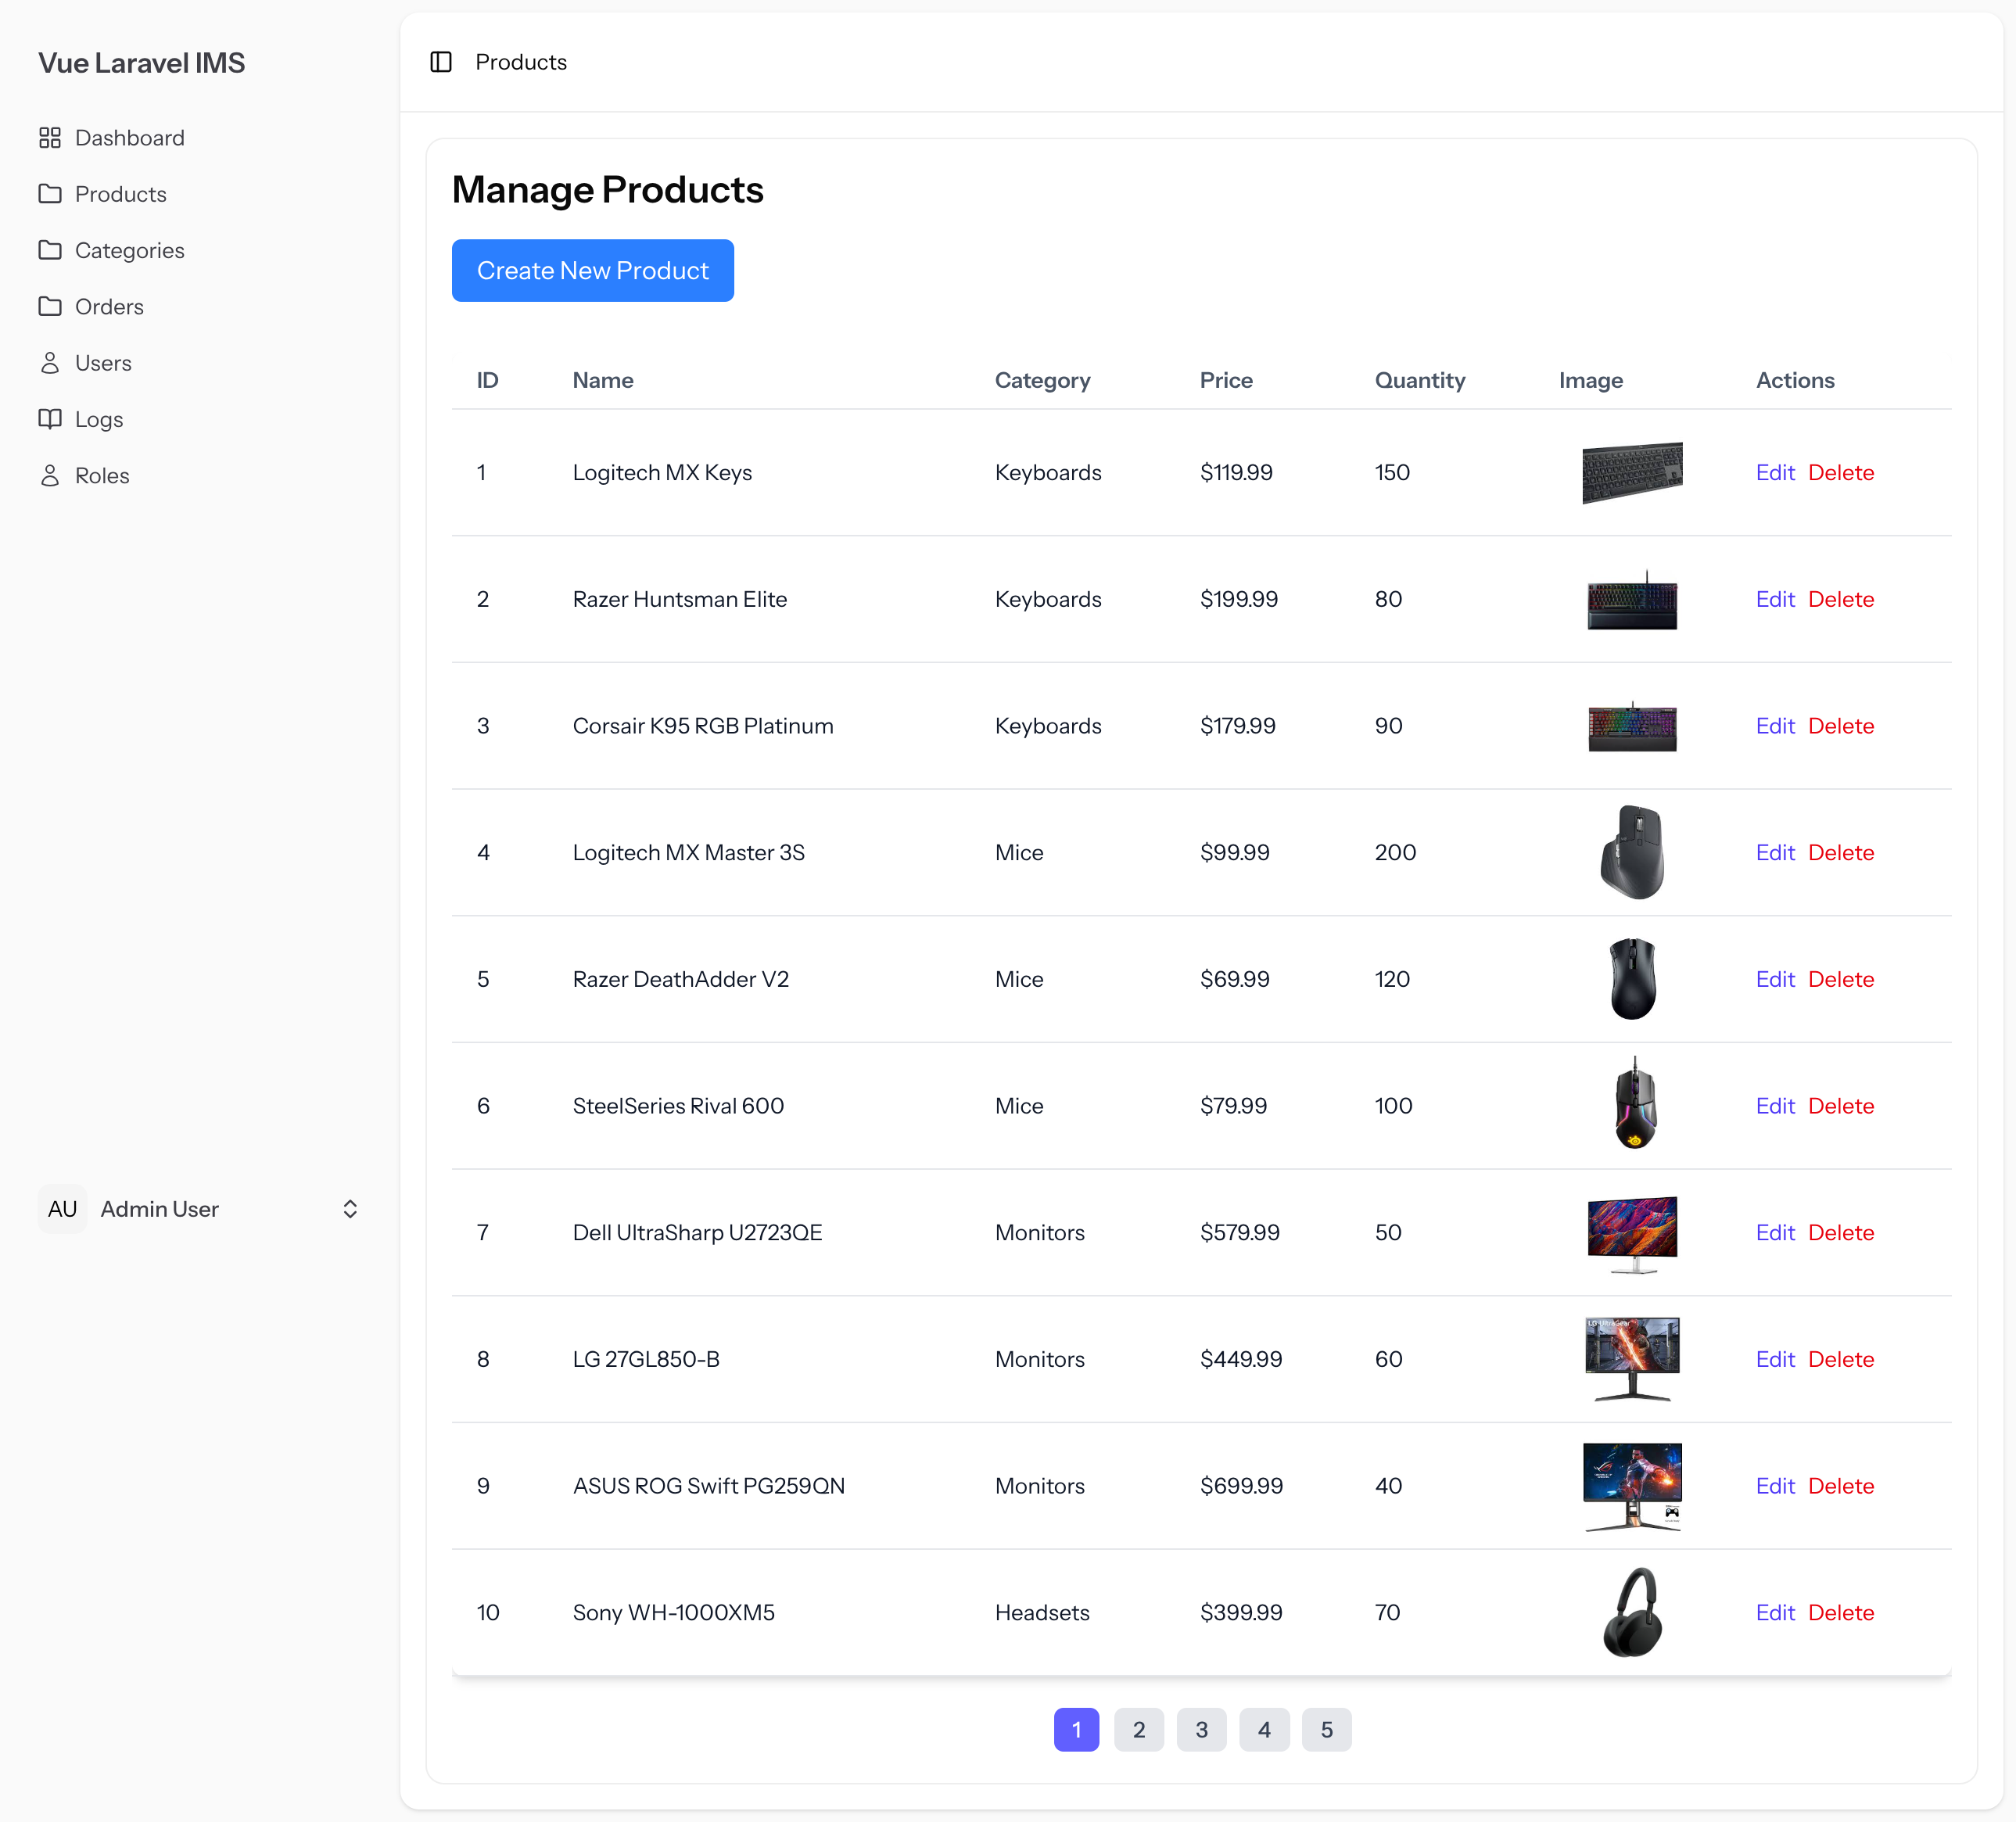 Vue Laravel IMS
Dashboard
Products
Categories
Orders
Users
Logs
Roles
AU Admin User
Products
Manage Products
Create New Product
ID Name Category Price Quantity Image Actions
1 Logitech MX Keys Keyboards $119.99 150 Edit Delete
2 Razer Huntsman Elite Keyboards $199.99 80 Edit Delete
3 Corsair K95 RGB Platinum Keyboards $179.99 90 Edit Delete
4 Logitech MX Master 3S Mice $99.99 200 Edit Delete
5 Razer DeathAdder V2 Mice $69.99 120 Edit Delete
6 SteelSeries Rival 600 Mice $79.99 100 Edit Delete
7 Dell UltraSharp U2723QE Monitors $579.99 50 Edit Delete
8 LG 27GL850-B Monitors $449.99 60 LG UltraGear Edit Delete
9 ASUS ROG Swift PG259QN Monitors $699.99 40 Edit Delete
10 Sony WH-1000XM5 Headsets $399.99 70 Edit Delete
1 2 3 4 5